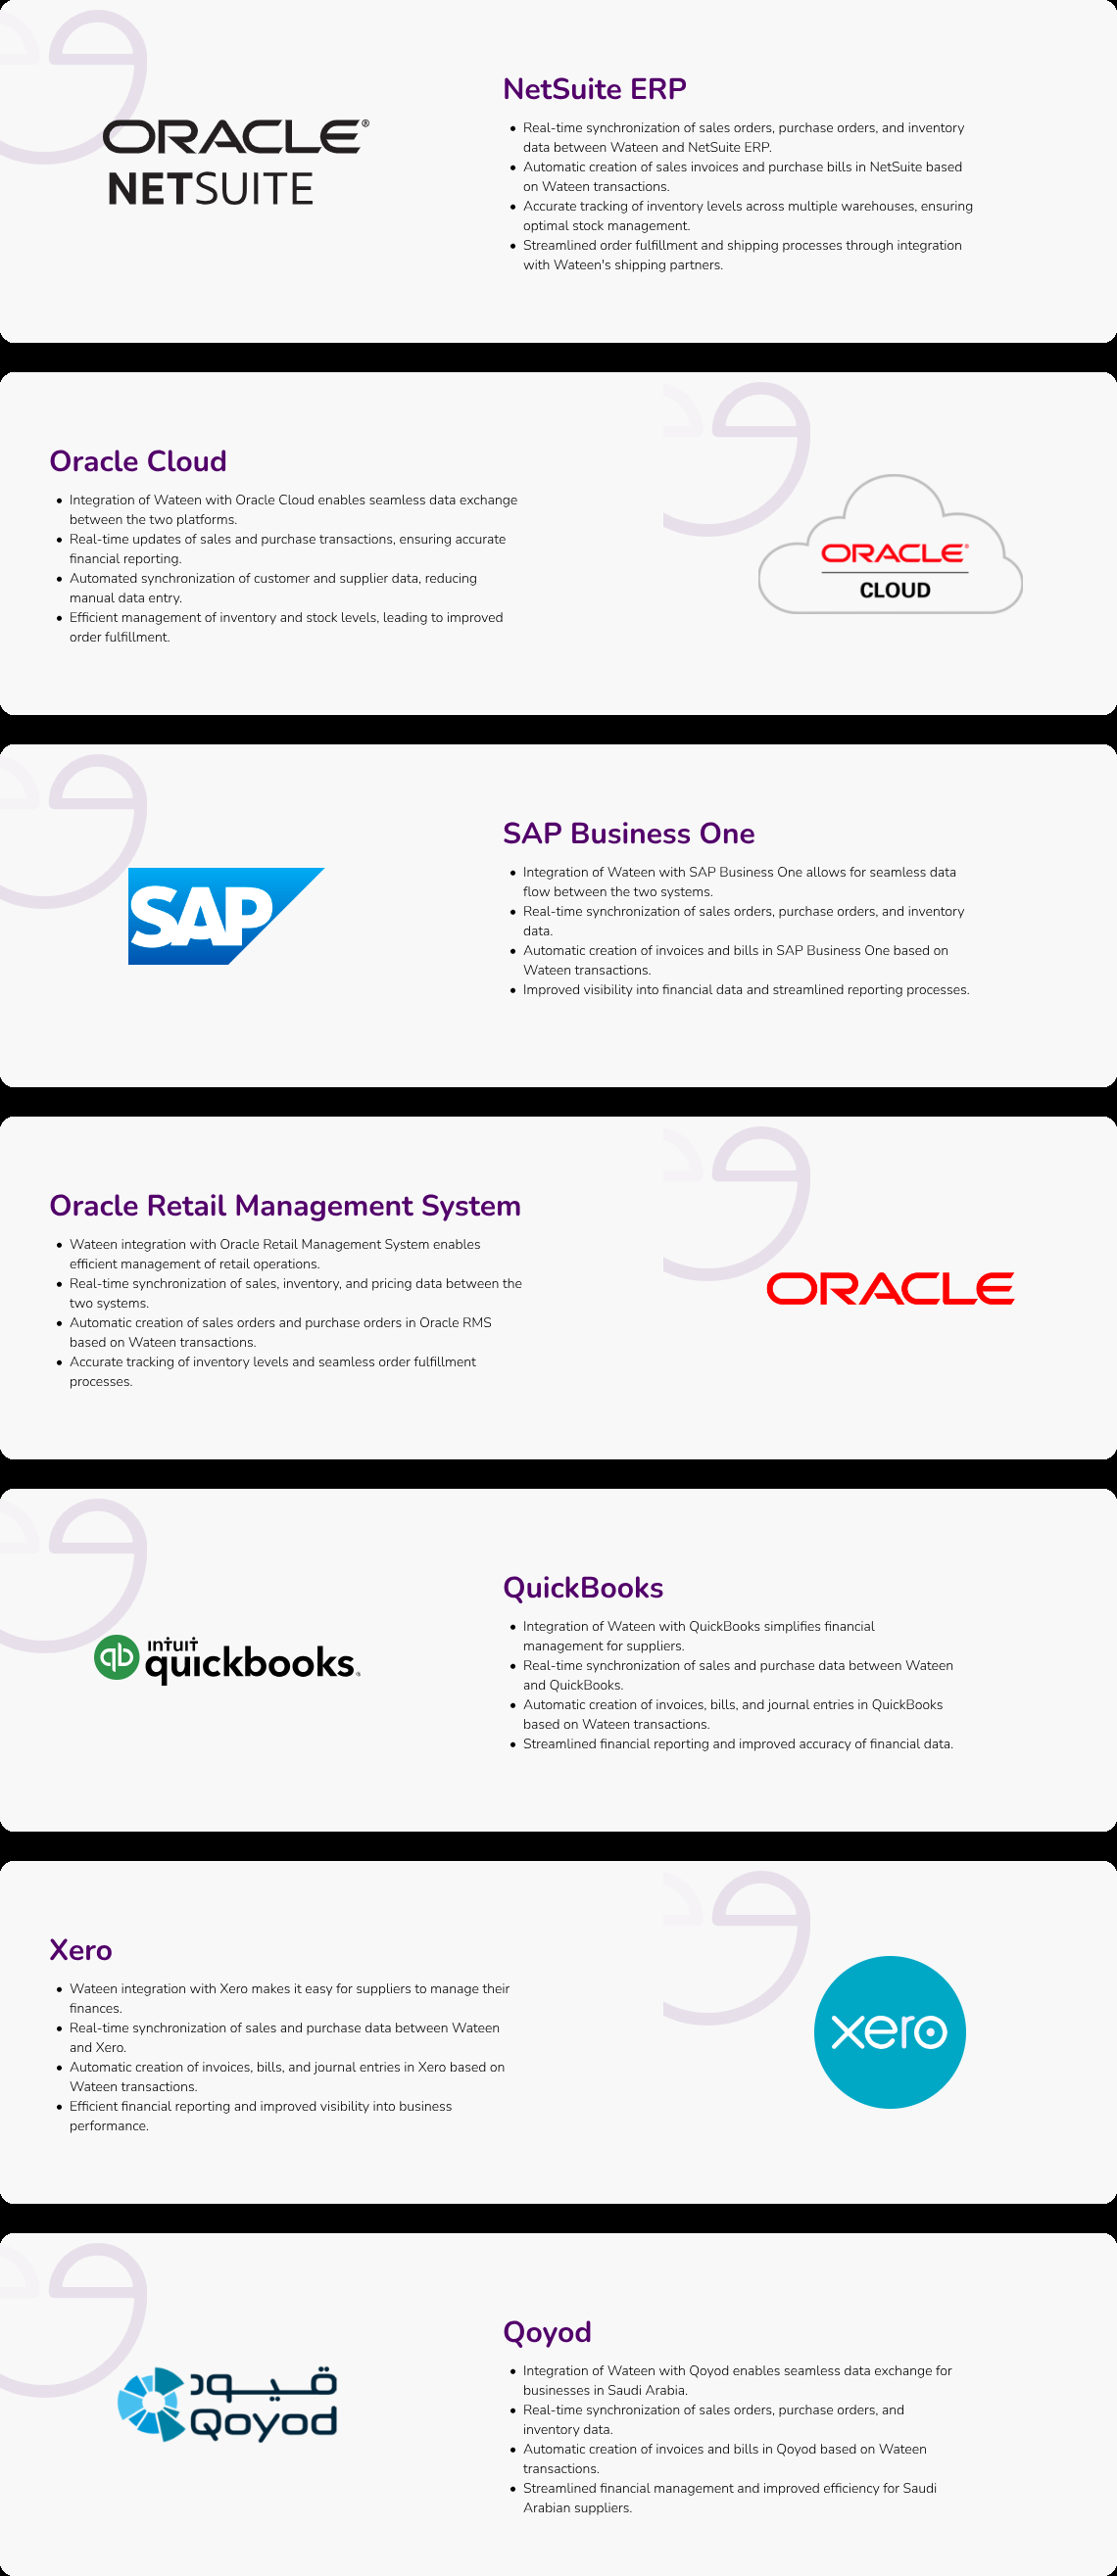 ORACLE®
NETSUITE
NetSuite ERP
• Real-time synchronization of sales orders, purchase orders, and inventory
data between Wateen and NetSuite ERP.
• Automatic creation of sales invoices and purchase bills in NetSuite based
on Wateen transactions.
• Accurate tracking of inventory levels across multiple warehouses, ensuring
optimal stock management.
• Streamlined order fulfillment and shipping processes through integration
with Wateen's shipping partners.
Oracle Cloud
• Integration of Wateen with Oracle Cloud enables seamless data exchange
between the two platforms.
• Real-time updates of sales and purchase transactions, ensuring accurate
financial reporting.
• Automated synchronization of customer and supplier data, reducing
manual data entry.
• Efficient management of inventory and stock levels, leading to improved
order fulfillment.
ORACLE®
CLOUD
SAP
SAP Business One
• Integration of Wateen with SAP Business One allows for seamless data
flow between the two systems.
• Real-time synchronization of sales orders, purchase orders, and inventory
data.
• Automatic creation of invoices and bills in SAP Business One based on
Wateen transactions.
• Improved visibility into financial data and streamlined reporting processes.
Oracle Retail Management System
• Wateen integration with Oracle Retail Management System enables
efficient management of retail operations.
• Real-time synchronization of sales, inventory, and pricing data between the
two systems.
• Automatic creation of sales orders and purchase orders in Oracle RMS
based on Wateen transactions.
• Accurate tracking of inventory levels and seamless order fulfillment
processes.
ORACLE
qb
intuit
quickbooks®
QuickBooks
• Integration of Wateen with QuickBooks simplifies financial
management for suppliers.
• Real-time synchronization of sales and purchase data between Wateen
and QuickBooks.
• Automatic creation of invoices, bills, and journal entries in QuickBooks
based on Wateen transactions.
• Streamlined financial reporting and improved accuracy of financial data.
Xero
• Wateen integration with Xero makes it easy for suppliers to manage their
finances.
• Real-time synchronization of sales and purchase data between Wateen
and Xero.
• Automatic creation of invoices, bills, and journal entries in Xero based on
Wateen transactions.
• Efficient financial reporting and improved visibility into business
performance.
xero
قيود
Qoyod
Qoyod
• Integration of Wateen with Qoyod enables seamless data exchange for
businesses in Saudi Arabia.
• Real-time synchronization of sales orders, purchase orders, and
inventory data.
• Automatic creation of invoices and bills in Qoyod based on Wateen
transactions.
• Streamlined financial management and improved efficiency for Saudi
Arabian suppliers.